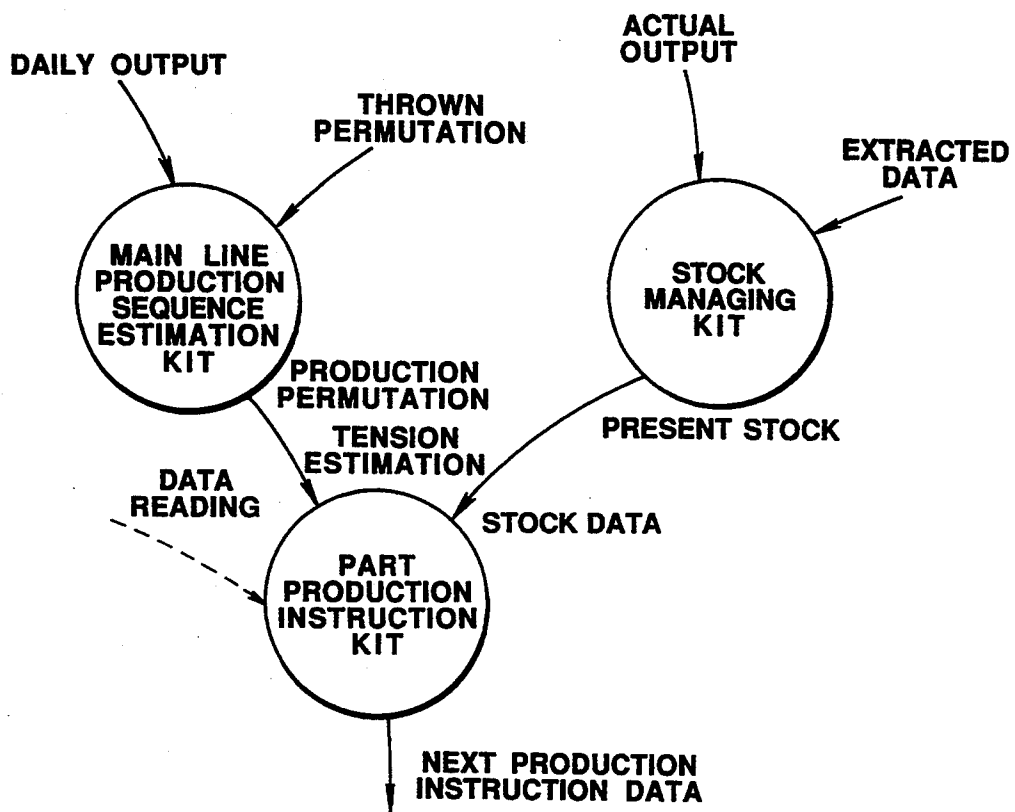 DAILY OUTPUT
THROWN
PERMUTATION
ACTUAL
OUTPUT
EXTRACTED
DATA
MAIN LINE
PRODUCTION
SEQUENCE
ESTIMATION
KIT
STOCK
MANAGING
KIT
PRODUCTION
PERMUTATION
TENSION
ESTIMATION
PRESENT STOCK
DATA
READING
STOCK DATA
PART
PRODUCTION
INSTRUCTION
KIT
NEXT PRODUCTION
INSTRUCTION DATA